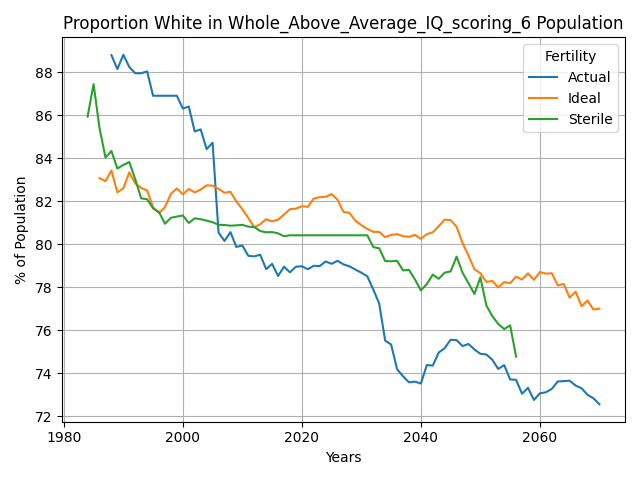 Proportion White in Whole_Above_Average_IQ_scoring_6 Population
Fertility
Actual
Ideal
Sterile
% of Population
88
86
84
82
80
78
76
74
72
1980
2000
2020
2040
2060
Years